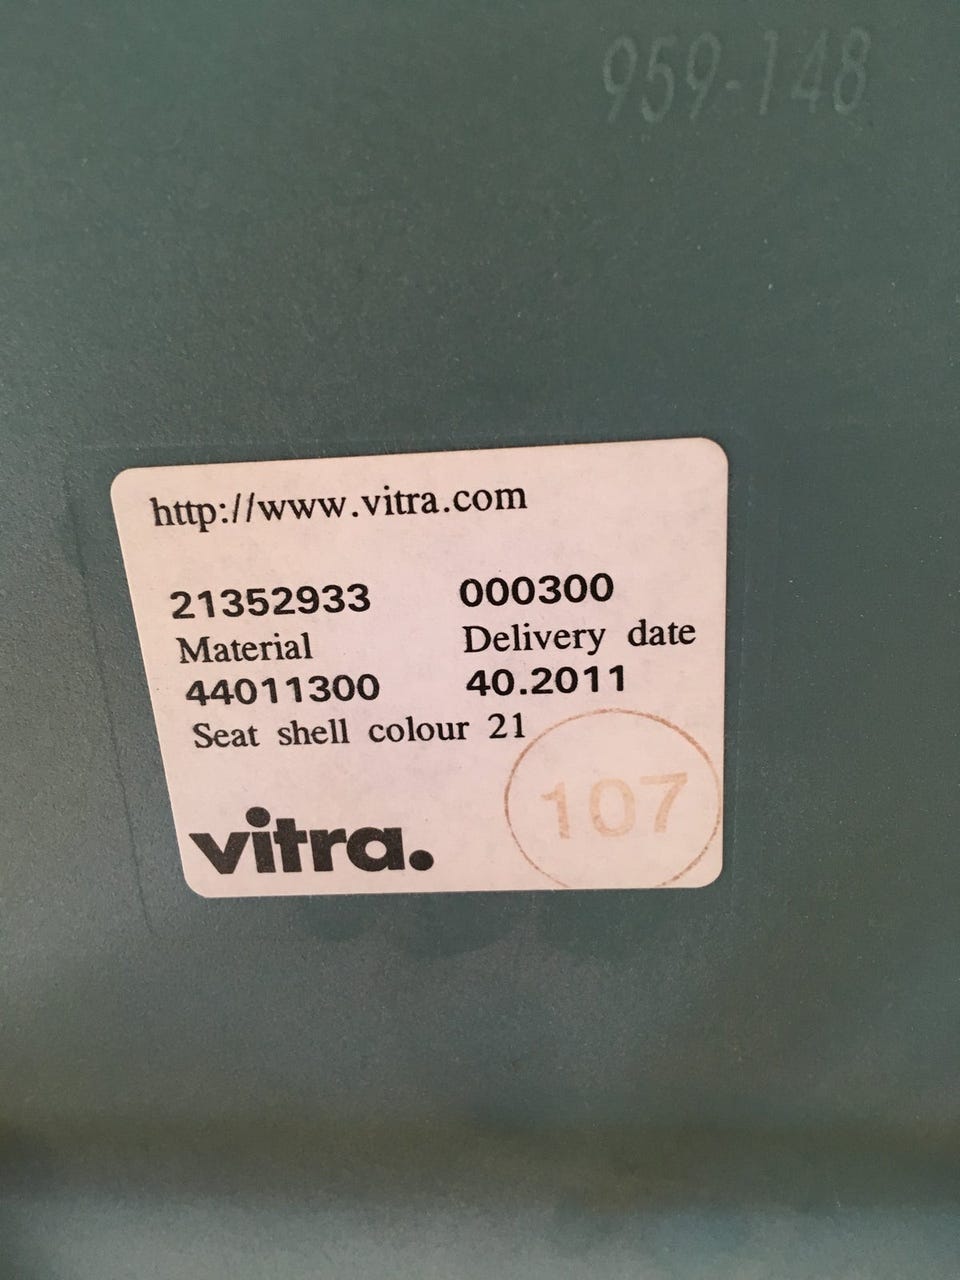 959-148
http://www.vitra.com
21352933 000300
Material Delivery date
44011300 40.2011
Seat shell colour 21
107
vitra.